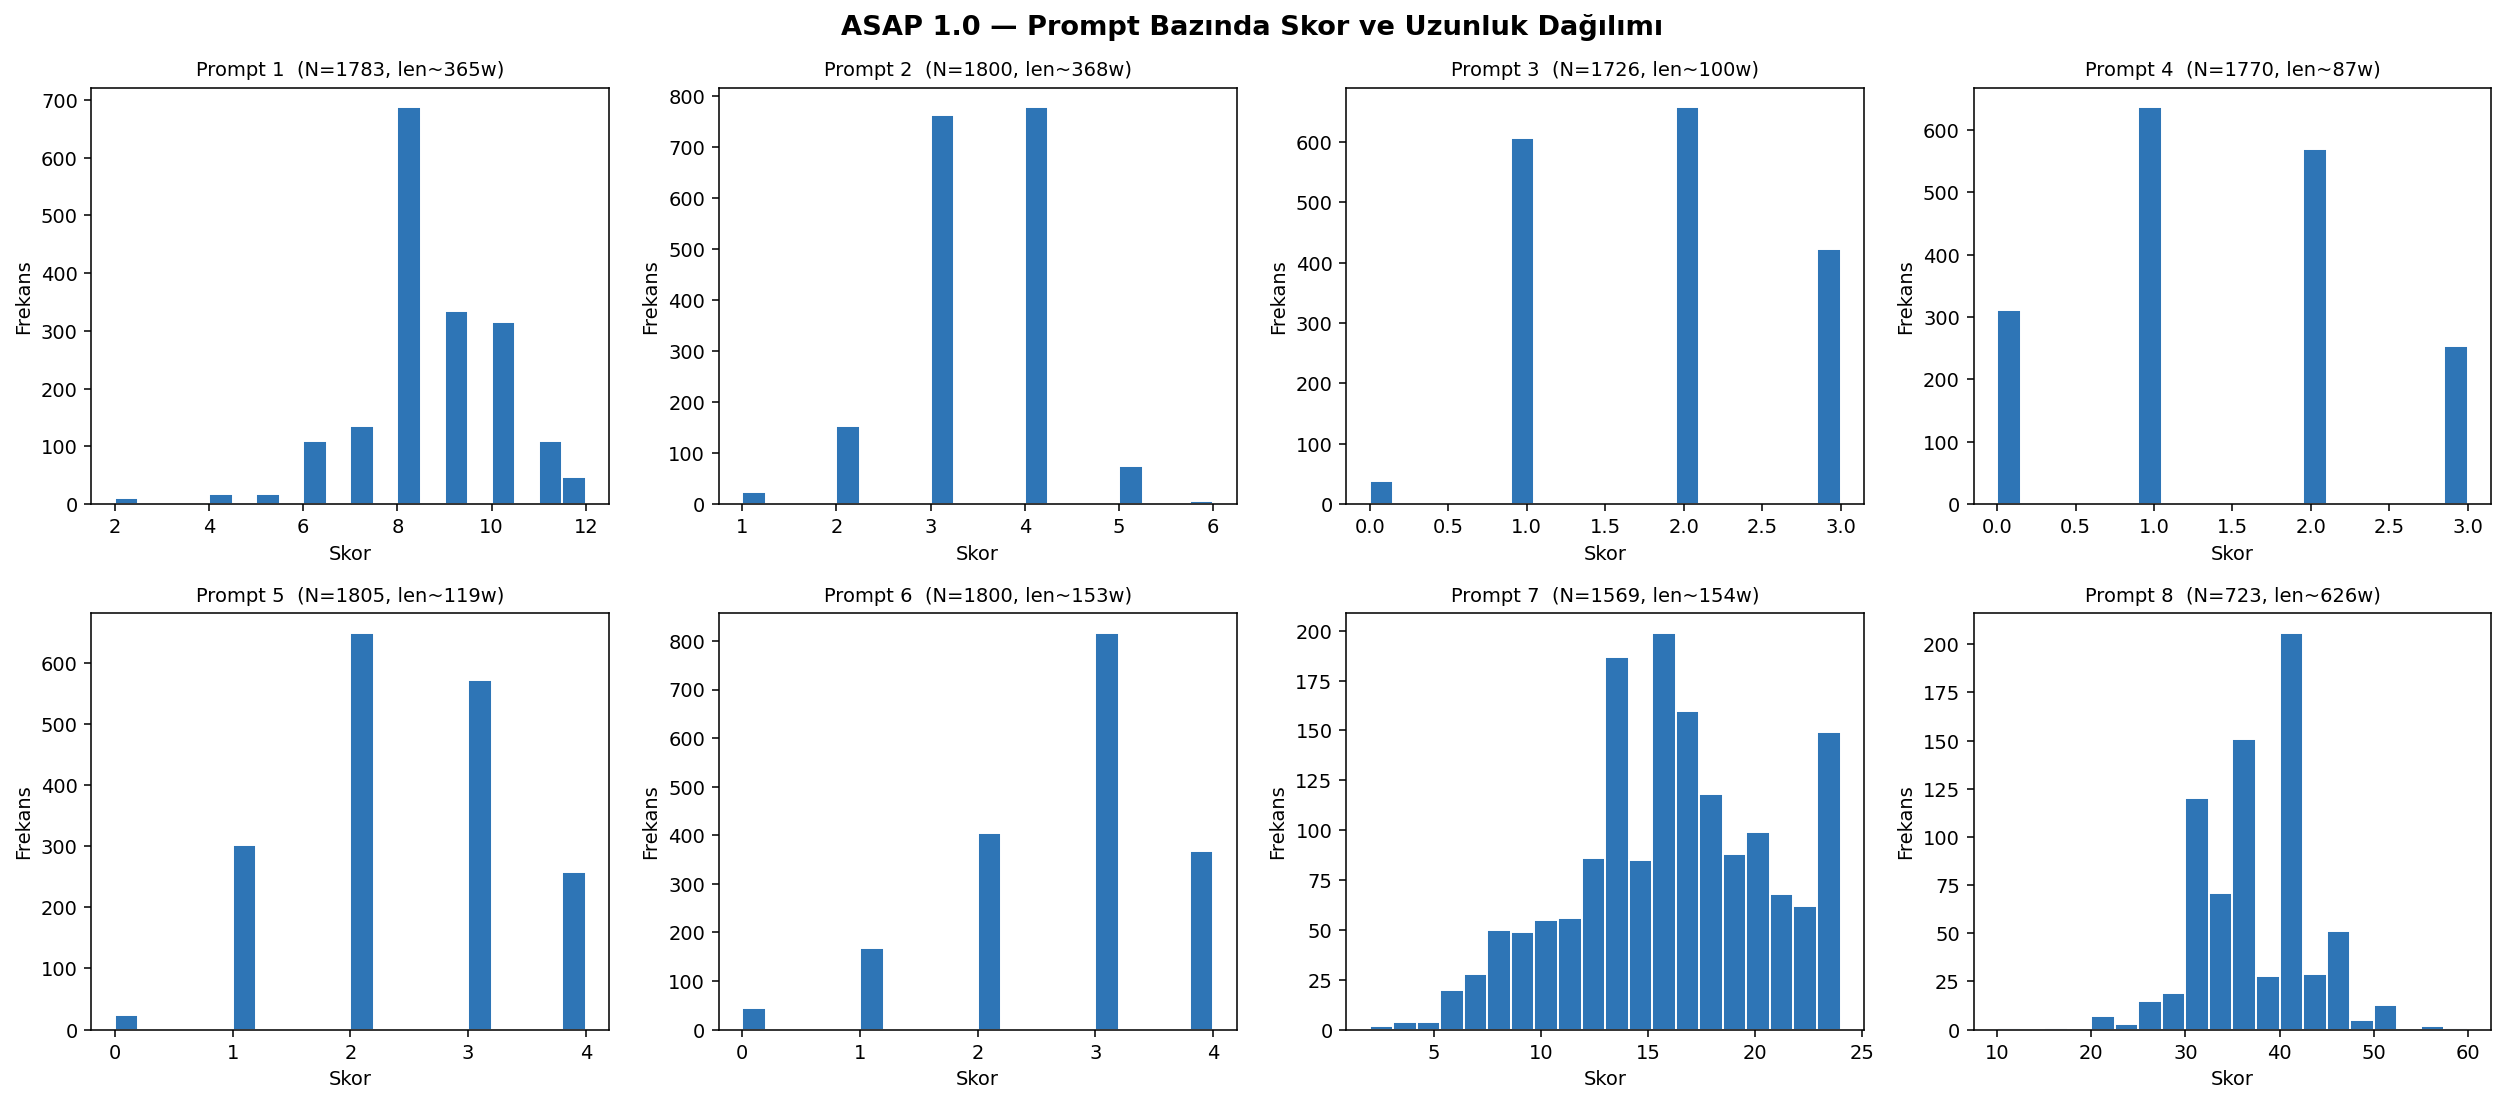 ASAP 1.0 — Prompt Bazında Skor ve Uzunluk Dağılımı
Prompt 1 (N=1783, len~365w)
Frekans
700
600
500
400
300
200
100
0
2 4 6 8 10 12
Skor
Prompt 2 (N=1800, len~368w)
Frekans
800
700
600
500
400
300
200
100
0
1 2 3 4 5 6
Skor
Prompt 3 (N=1726, len~100w)
Frekans
600
500
400
300
200
100
0
0.0 0.5 1.0 1.5 2.0 2.5 3.0
Skor
Prompt 4 (N=1770, len~87w)
Frekans
600
500
400
300
200
100
0
0.0 0.5 1.0 1.5 2.0 2.5 3.0
Skor
Prompt 5 (N=1805, len~119w)
Frekans
600
500
400
300
200
100
0
0 1 2 3 4
Skor
Prompt 6 (N=1800, len~153w)
Frekans
800
700
600
500
400
300
200
100
0
0 1 2 3 4
Skor
Prompt 7 (N=1569, len~154w)
Frekans
200
175
150
125
100
75
50
25
0
5 10 15 20 25
Skor
Prompt 8 (N=723, len~626w)
Frekans
200
175
150
125
100
75
50
25
0
10 20 30 40 50 60
Skor